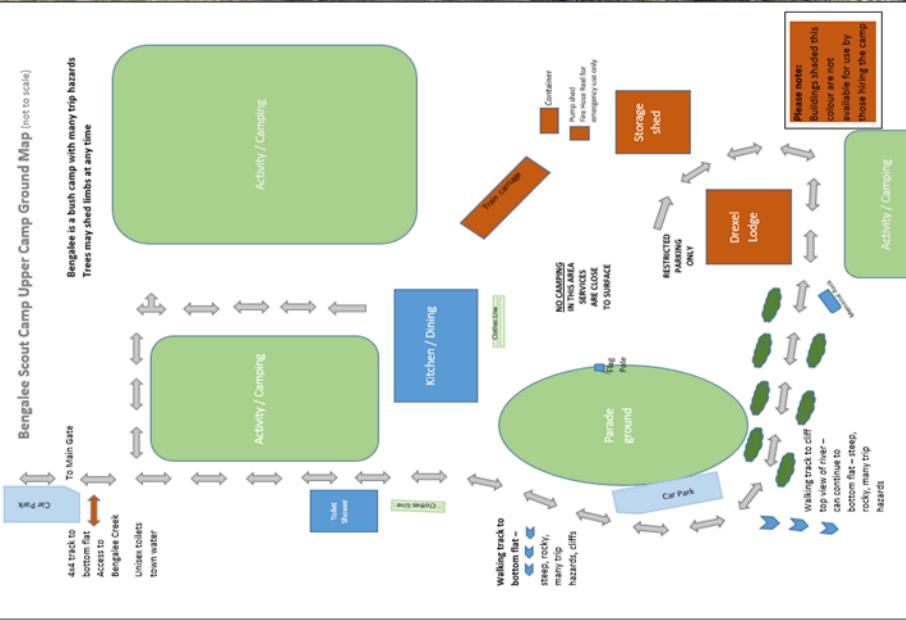 Bengalee Scout Camp Upper Camp Ground Map (not to scale)
Bengalee is a bush camp with many trip hazards
Trees may shed limbs at any time
Car Park
To Main Gate
4x4 track to
bottom flat
Access to
Bengalee Creek
Unisex toilets
town water
Activity / Camping
Activity / Camping
Toilet
Shower
Clothes Line
Kitchen / Dining
Clothes Line
Container
Pump shed
Fire Hose Reel for
emergency use only
Train carriage
Storage
shed
NO CAMPING
IN THIS AREA
SERVICES
ARE CLOSE
TO SURFACE
RESTRICTED
PARKING
ONLY
Drexel
Lodge
Flag
Pole
Parade
ground
Car Park
Walking track to
bottom flat –
steep, rocky,
many trip
hazards, cliffs
Memorial Rock
Walking track to cliff
top view of river –
can continue to
bottom flat – steep,
rocky, many trip
hazards
Activity / Camping
Please note:
Buildings shaded this
colour are not
available for use by
those hiring the camp